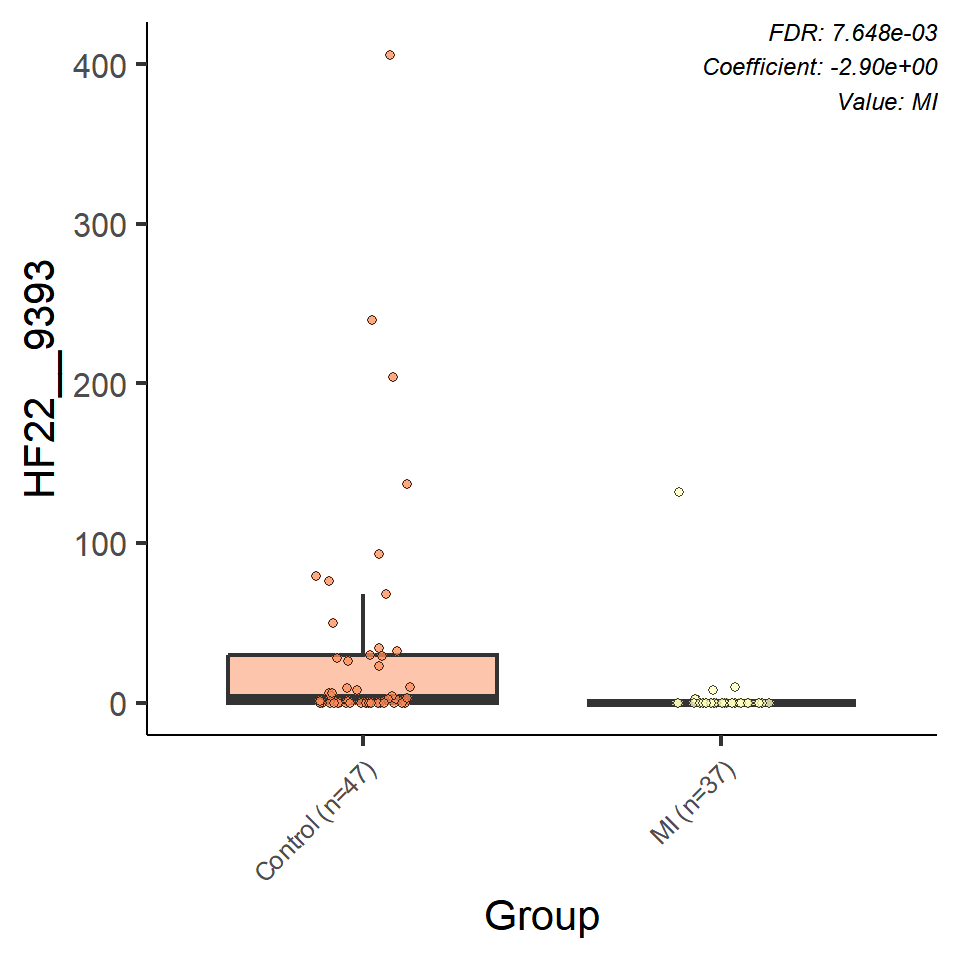 FDR: 7.648e-03
Coefficient: -2.90e+00
Value: MI
400
300
200
100
0
HF22__9393
Control (n=47)
MI (n=37)
Group